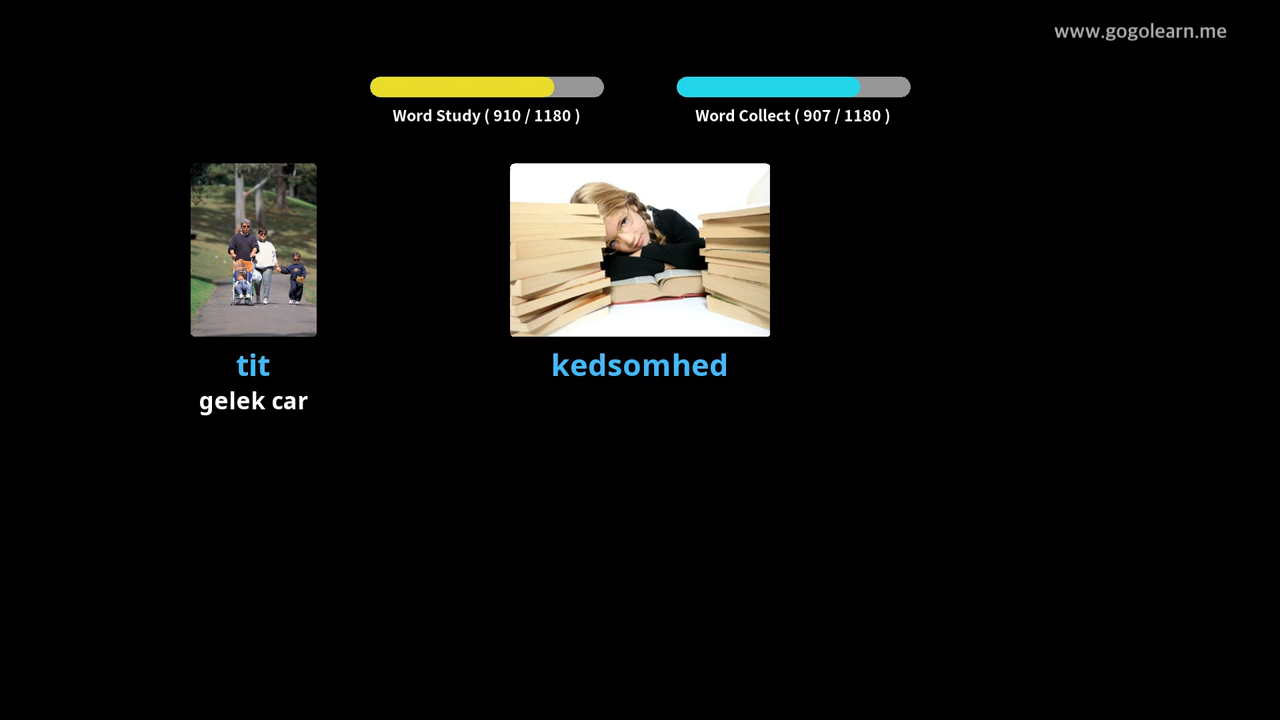 www.gogolearn.me
Word Study ( 910 / 1180 )
Word Collect ( 907 / 1180 )
tit
kedsomhed
gelek car